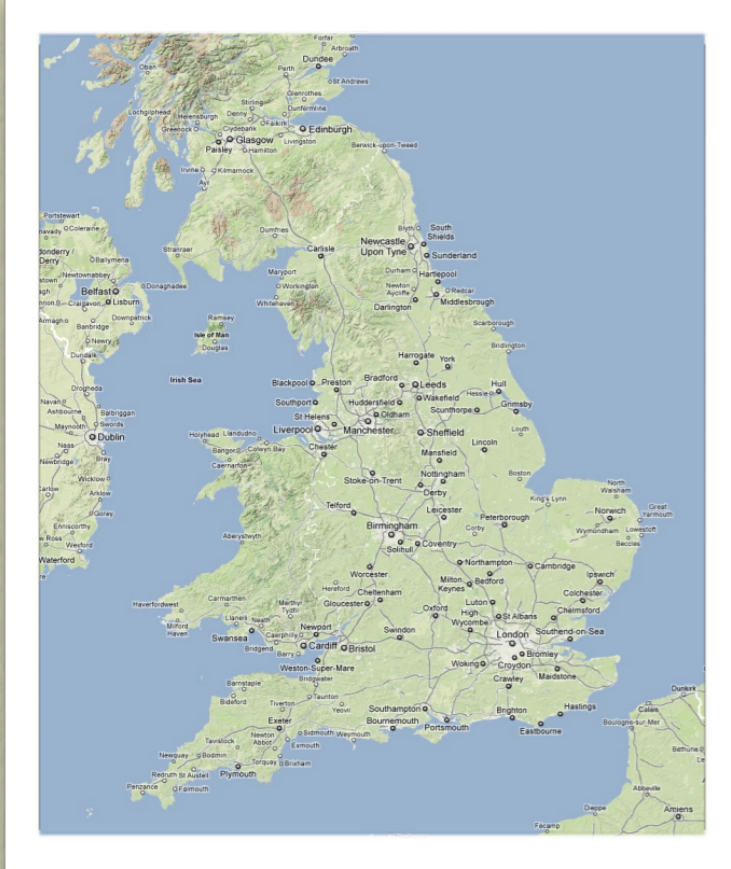 Forfar
Arbroath
Dundee
Oban
Perth
St Andrews
Glenrothes
Lochgilphead
Stirling
Dunfermline
Helensburgh
Denny
Falkirk
Greenock
Clydebank
Edinburgh
Glasgow
Livingston
Paisley
Hamilton
Berwick-upon-Tweed
Irvine
Kilmarnock
Ayr
Portstewart
Coleraine
navady
Dumfries
Blyth
South
Shields
Newcastle
Upon Tyne
Stranraer
Carlisle
Sunderland
donderry /
Derry
Ballymena
Newtownabbey
Maryport
Durham
Hartlepool
Workington
Newton
Aycliffe
Redcar
Belfast
Donaghadee
Lisburn
Craigavon
Whitehaven
Darlington
Middlesbrough
Armagh
Banbridge
Downpatrick
Ramsey
Isle of Man
Douglas
Scarborough
Newry
Bridlington
Dundalk
Harrogate
York
Irish Sea
Blackpool
Preston
Bradford
Leeds
Hull
Drogheda
Hessle
Wakefield
Navan
Southport
Huddersfield
Oldham
Scunthorpe
Grimsby
Ashbourne
Balbriggan
St Helens
Maynooth
Swords
Liverpool
Manchester
Sheffield
Louth
Dublin
Holyhead
Llandudno
Lincoln
Naas
Bangor
Colwyn Bay
Chester
Mansfield
Newbridge
Bray
Caernarfon
Stoke-on-Trent
Nottingham
Boston
Wicklow
Derby
North
Walsham
Arklow
King's Lynn
Gorey
Telford
Leicester
Peterborough
Norwich
Great
Yarmouth
Enniscorthy
Birmingham
Corby
Wymondham
Lowestoft
w Ross
Aberystwyth
Coventry
Beccles
Wexford
Solihull
Waterford
Worcester
Northampton
Cambridge
Milton
Keynes
Bedford
Ipswich
Hereford
Cheltenham
Colchester
Haverfordwest
Carmarthen
Merthyr
Tydfil
Gloucester
Oxford
Luton
Chelmsford
Milford
Haven
Llanelli
Neath
High
Wycombe
St Albans
Swansea
Caerphilly
Newport
Swindon
London
Southend-on-Sea
Bridgend
Cardiff
Bristol
Barry
Bromley
Weston-Super-Mare
Woking
Croydon
Maidstone
Bridgwater
Crawley
Barnstaple
Taunton
Dunkirk
Bideford
Tiverton
Yeovil
Southampton
Brighton
Hastings
Calais
Exeter
Bournemouth
Portsmouth
Eastbourne
Boulogne-sur-Mer
Tavistock
Newton
Abbot
Sidmouth
Weymouth
Exmouth
Newquay
Bodmin
Torquay
Brixham
Bethune
Redruth
St Austell
Plymouth
Penzance
Falmouth
Abbeville
Dieppe
Amiens
Fécamp